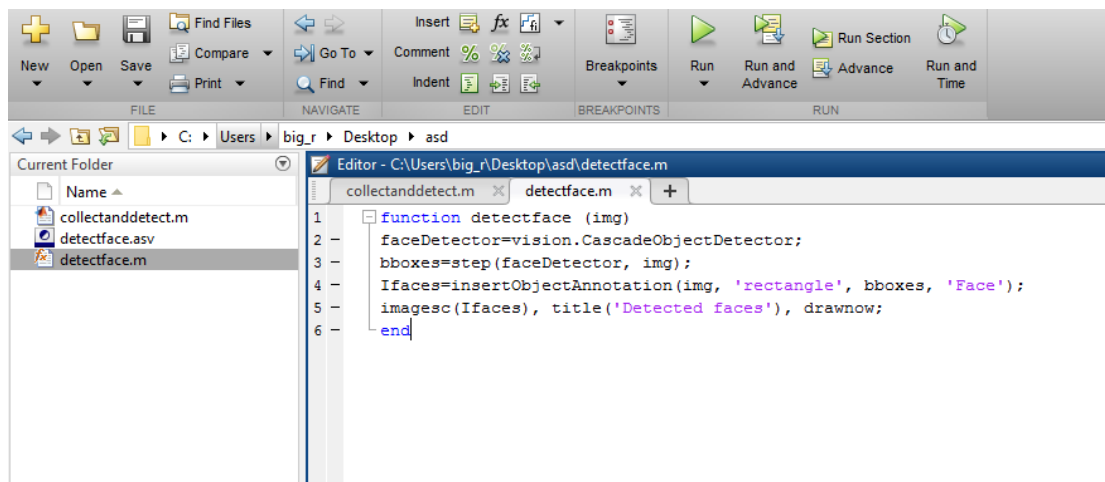 Find Files
Insert fx
Compare
Go To
Comment
Run Section
New Open Save
Breakpoints
Run
Run and Advance
Advance
Run and Time
Print
Find
Indent
FILE
NAVIGATE
EDIT
BREAKPOINTS
RUN
C: Users big_r Desktop asd
Current Folder
Editor - C:\Users\big_r\Desktop\asd\detectface.m
Name
collectanddetect.m
detectface.asv
detectface.m
collectanddetect.m detectface.m +
1 function detectface (img)
2 – faceDetector=vision.CascadeObjectDetector;
3 – bboxes=step(faceDetector, img);
4 – Ifaces=insertObjectAnnotation(img, 'rectangle', bboxes, 'Face');
5 – imagesc(Ifaces), title('Detected faces'), drawnow;
6 – end